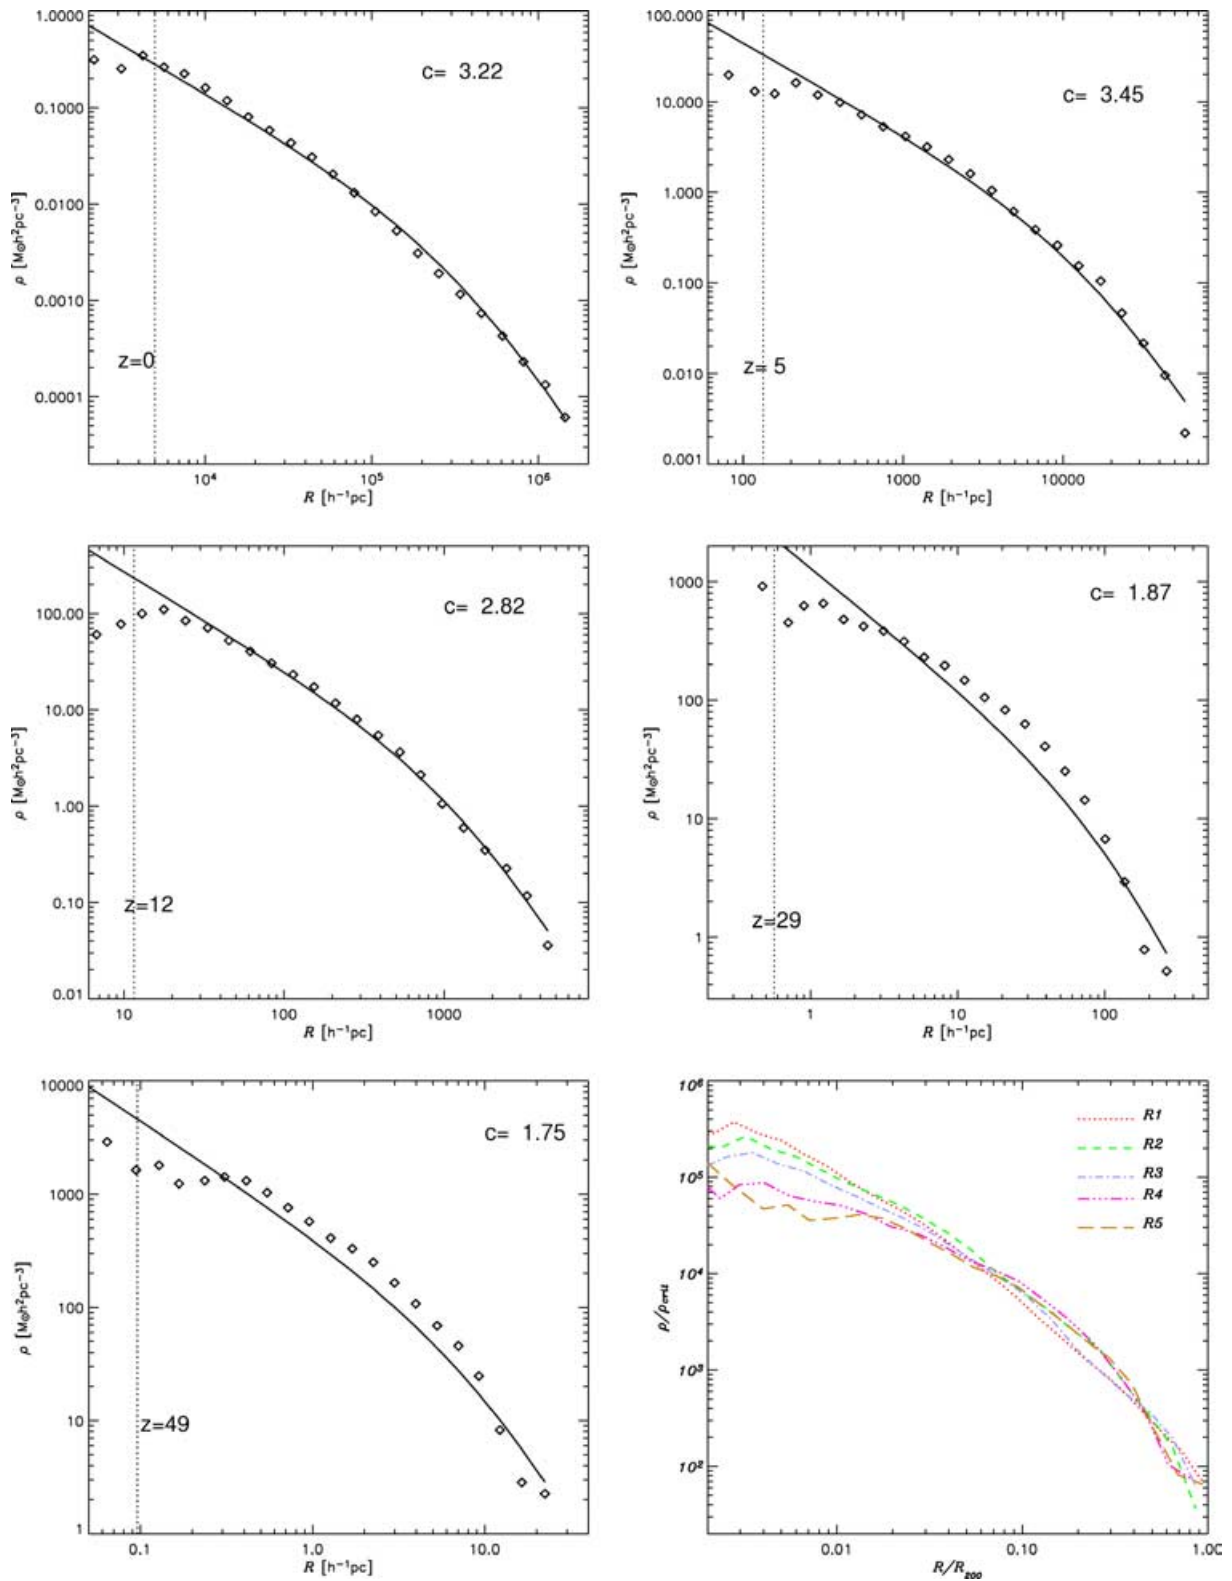 1.0000
0.1000
0.0100
0.0010
0.0001
ρ [M⊙h²pc⁻³]
c= 3.22
z=0
10⁴
10⁵
10⁶
R [h⁻¹pc]
100.000
10.000
1.000
0.100
0.010
0.001
ρ [M⊙h²pc⁻³]
c= 3.45
z= 5
100
1000
10000
R [h⁻¹pc]
100.00
10.00
1.00
0.10
0.01
ρ [M⊙h²pc⁻³]
c= 2.82
z=12
10
100
1000
R [h⁻¹pc]
1000
100
10
1
ρ [M⊙h²pc⁻³]
c= 1.87
z=29
1
10
100
R [h⁻¹pc]
10000
1000
100
10
1
ρ [M⊙h²pc⁻³]
c= 1.75
z=49
0.1
1.0
10.0
R [h⁻¹pc]
10⁶
10⁵
10⁴
10³
10²
ρ/ρcrit
R1
R2
R3
R4
R5
0.01
0.10
1.00
R/R₂₀₀